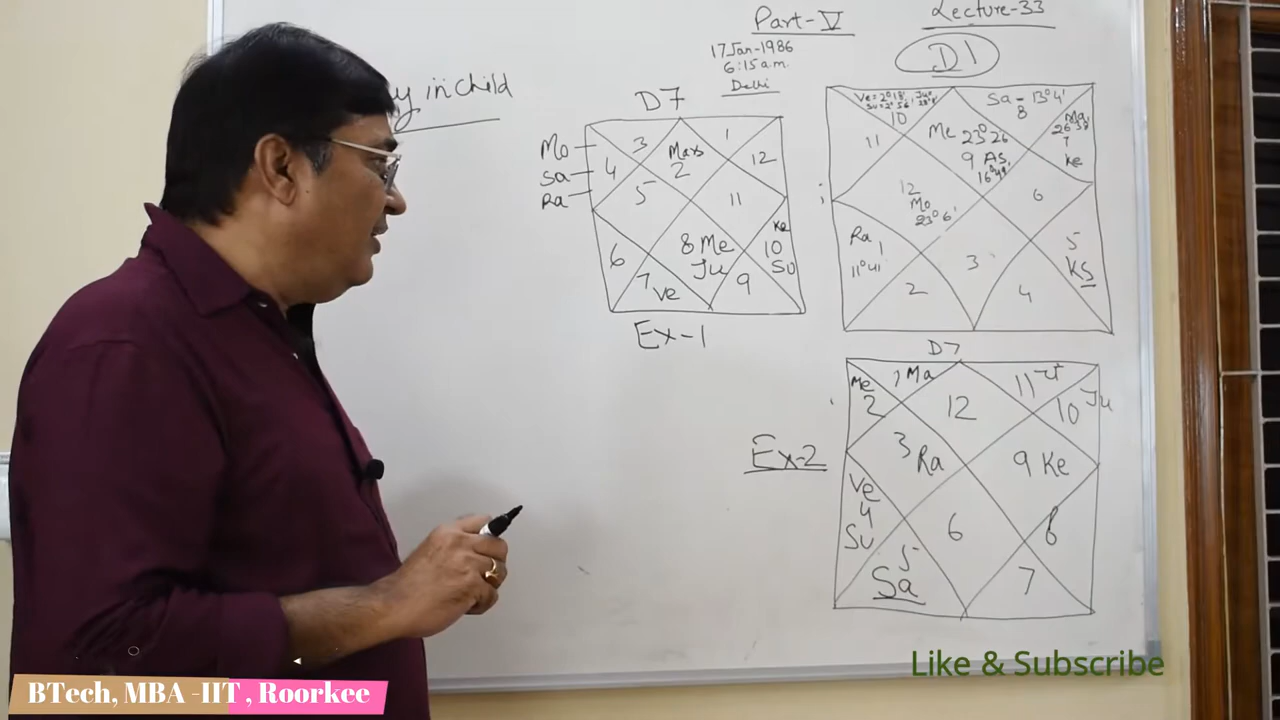 Part-V
Lecture-33
17 Jan-1986
6:15 a.m.
Delhi
D1
y in Child
D7
Mo
Sa
Ra
3
1
Mars
2
4
12
5
11
6
8 Me
Ju
Ke
10
Su
7 Ve
9
Ex-1
Ve=2°18'
10
Sa - 13°4'
8
11
Me 23°26
9 As
16°49'
Ma
26°38
7
Ke
12
Mo
23°6'
6
Ra 1
11°41
3
5
KS
2
4
D7
Me
2
1 Ma
12
11
10 Ju
3 Ra
9 Ke
Ex-2
Ve
4
Su
6
8
5
Sa
7
Like & Subscribe
BTech, MBA -IIT , Roorkee